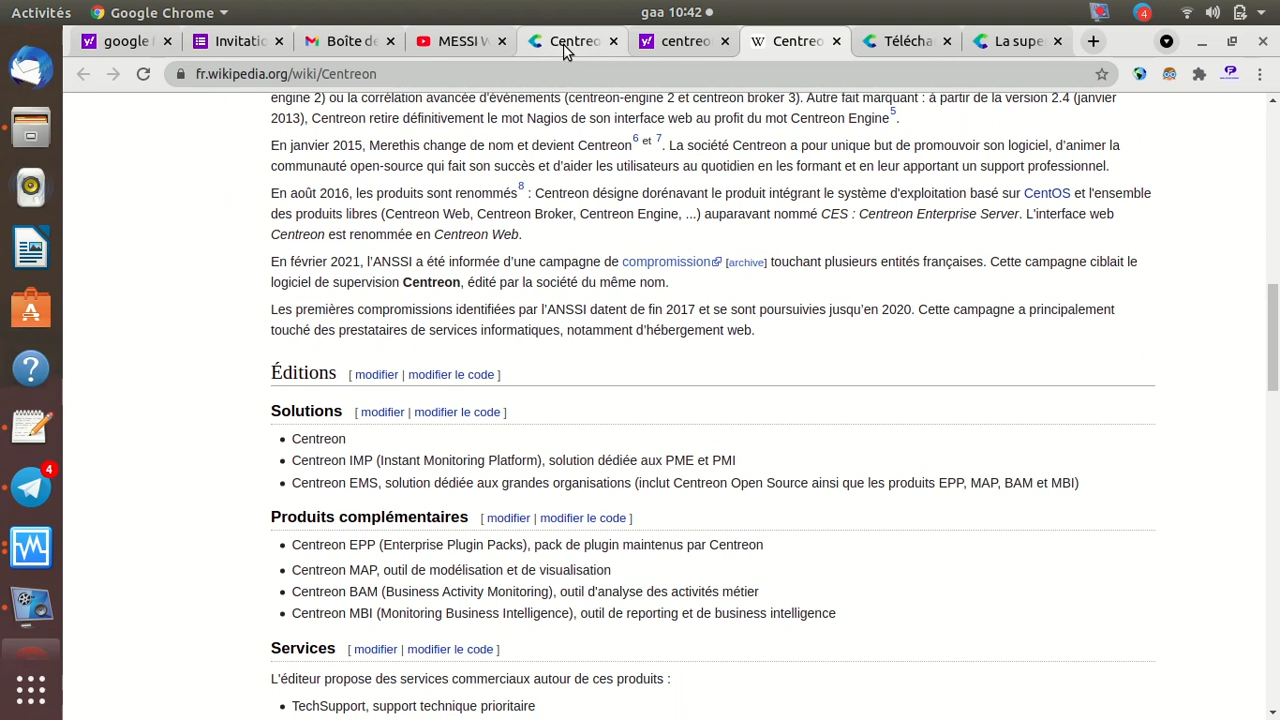 Activités
Google Chrome
gaa 10:42
4
google
Invitatio
Boîte de
MESSI
Centreo
centreo
Centreo
Télécha
La supe
fr.wikipedia.org/wiki/Centreon
engine 2) ou la corrélation avancée d'événements (centreon-engine 2 et centreon broker 3). Autre fait marquant : à partir de la version 2.4 (janvier
2013), Centreon retire définitivement le mot Nagios de son interface web au profit du mot Centreon Engine5.
En janvier 2015, Merethis change de nom et devient Centreon6 et 7. La société Centreon a pour unique but de promouvoir son logiciel, d'animer la
communauté open-source qui fait son succès et d'aider les utilisateurs au quotidien en les formant et en leur apportant un support professionnel.
En août 2016, les produits sont renommés8 : Centreon désigne dorénavant le produit intégrant le système d'exploitation basé sur CentOS et l'ensemble
des produits libres (Centreon Web, Centreon Broker, Centreon Engine, ...) auparavant nommé CES : Centreon Enterprise Server. L'interface web
Centreon est renommée en Centreon Web.
En février 2021, l'ANSSI a été informée d'une campagne de compromission [archive] touchant plusieurs entités françaises. Cette campagne ciblait le
logiciel de supervision Centreon, édité par la société du même nom.
Les premières compromissions identifiées par l'ANSSI datent de fin 2017 et se sont poursuivies jusqu'en 2020. Cette campagne a principalement
touché des prestataires de services informatiques, notamment d'hébergement web.
Éditions [ modifier | modifier le code ]
Solutions [ modifier | modifier le code ]
• Centreon
• Centreon IMP (Instant Monitoring Platform), solution dédiée aux PME et PMI
• Centreon EMS, solution dédiée aux grandes organisations (inclut Centreon Open Source ainsi que les produits EPP, MAP, BAM et MBI)
Produits complémentaires [ modifier | modifier le code ]
• Centreon EPP (Enterprise Plugin Packs), pack de plugin maintenus par Centreon
• Centreon MAP, outil de modélisation et de visualisation
• Centreon BAM (Business Activity Monitoring), outil d'analyse des activités métier
• Centreon MBI (Monitoring Business Intelligence), outil de reporting et de business intelligence
Services [ modifier | modifier le code ]
L'éditeur propose des services commerciaux autour de ces produits :
• TechSupport, support technique prioritaire
4